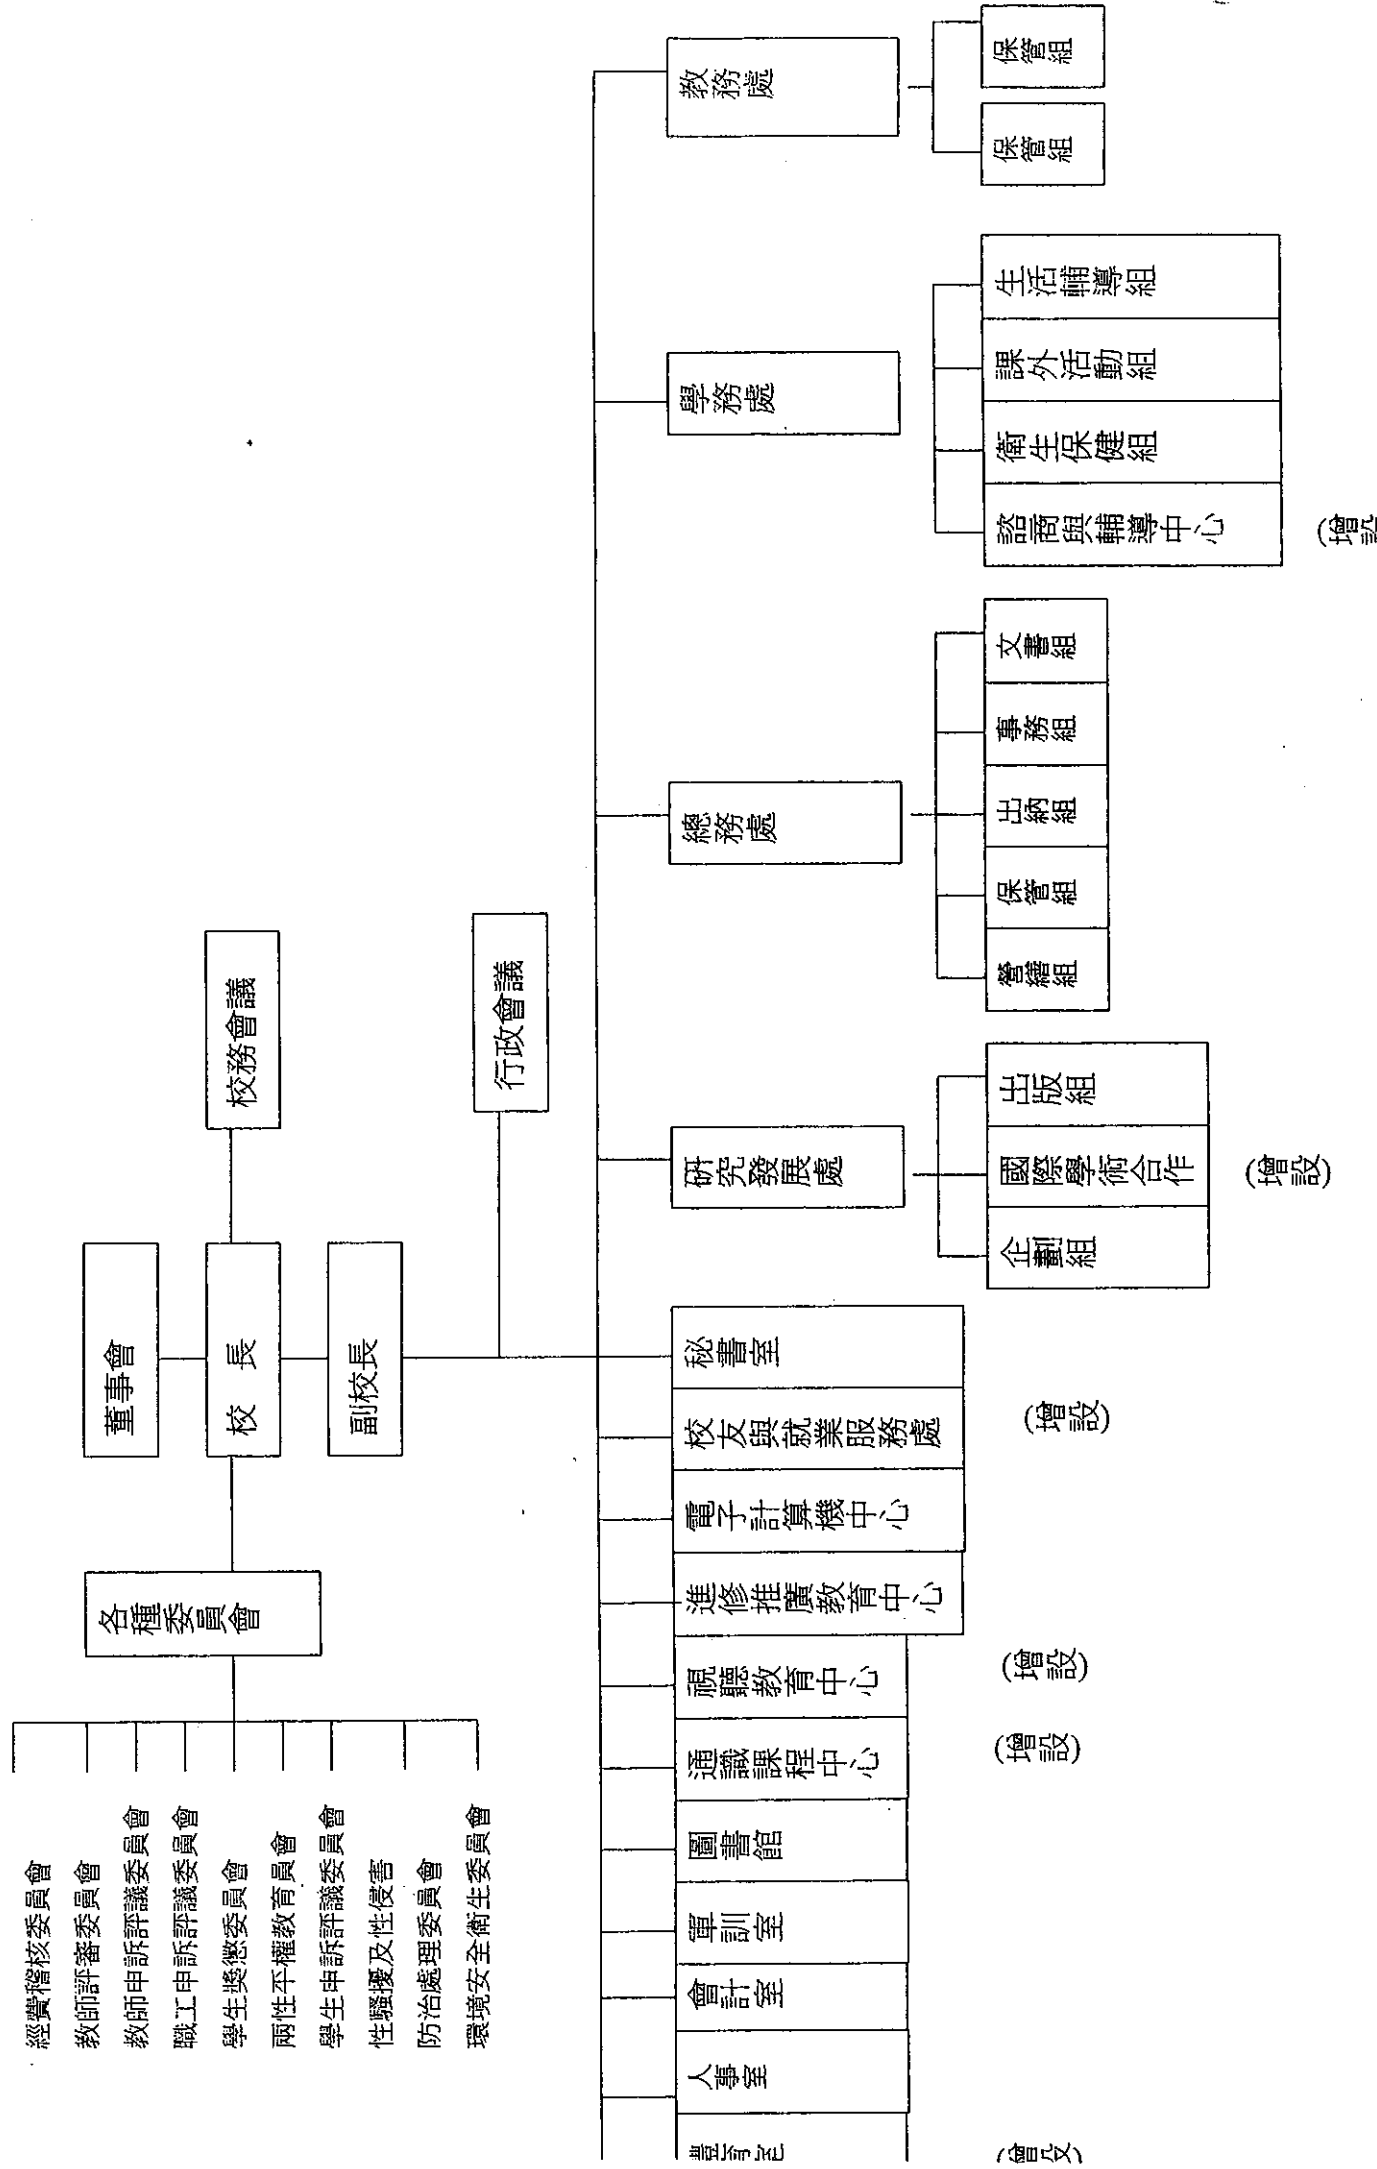 董事會
校長
校務會議
副校長
行政會議
各種委員會
經費稽核委員會
教師評審委員會
教師申訴評議委員會
職工申訴評議委員會
學生獎懲委員會
兩性平權教育員會
學生申訴評議委員會
性騷擾及性侵害
防治處理委員會
環境安全衛生委員會
人事室
會計室
軍訓室
圖書館
通識課程中心
(增設)
視聽教育中心
(增設)
進修推廣教育中心
電子計算機中心
校友與就業服務處
(增設)
秘書室
研究發展處
企劃組
國際學術合作
(增設)
出版組
總務處
營繕組
保管組
出納組
事務組
文書組
學務處
諮商與輔導中心
(增設
衛生保健組
課外活動組
生活輔導組
教務處
保管組
保管組